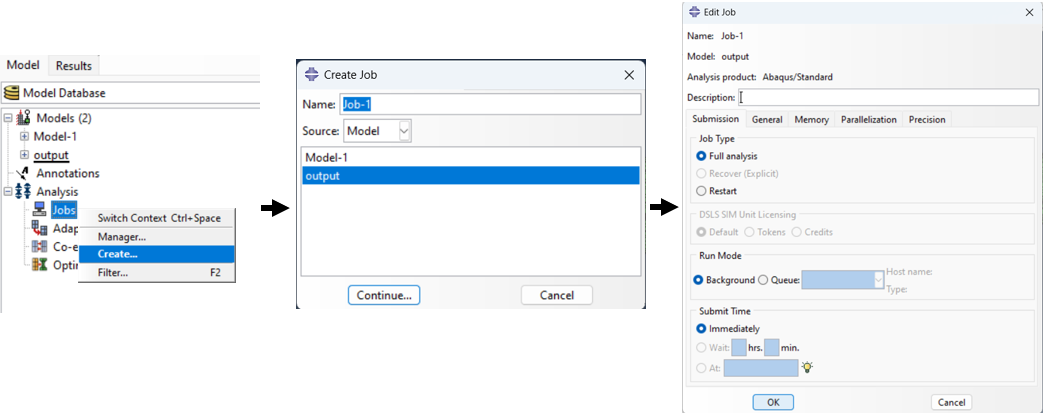 Model Results
Model Database
Models (2)
Model-1
output
Annotations
Analysis
Jobs
Adap
Co-e
Optir
Switch Context Ctrl+Space
Manager...
Create...
Filter... F2
Create Job
Name: Job-1
Source: Model
Model-1
output
Continue... Cancel
Edit Job
Name: Job-1
Model: output
Analysis product: Abaqus/Standard
Description:
Submission General Memory Parallelization Precision
Job Type
Full analysis
Recover (Explicit)
Restart
DSLS SIM Unit Licensing
Default Tokens Credits
Run Mode
Background Queue: Host name:
Type:
Submit Time
Immediately
Wait: hrs. min.
At:
OK Cancel